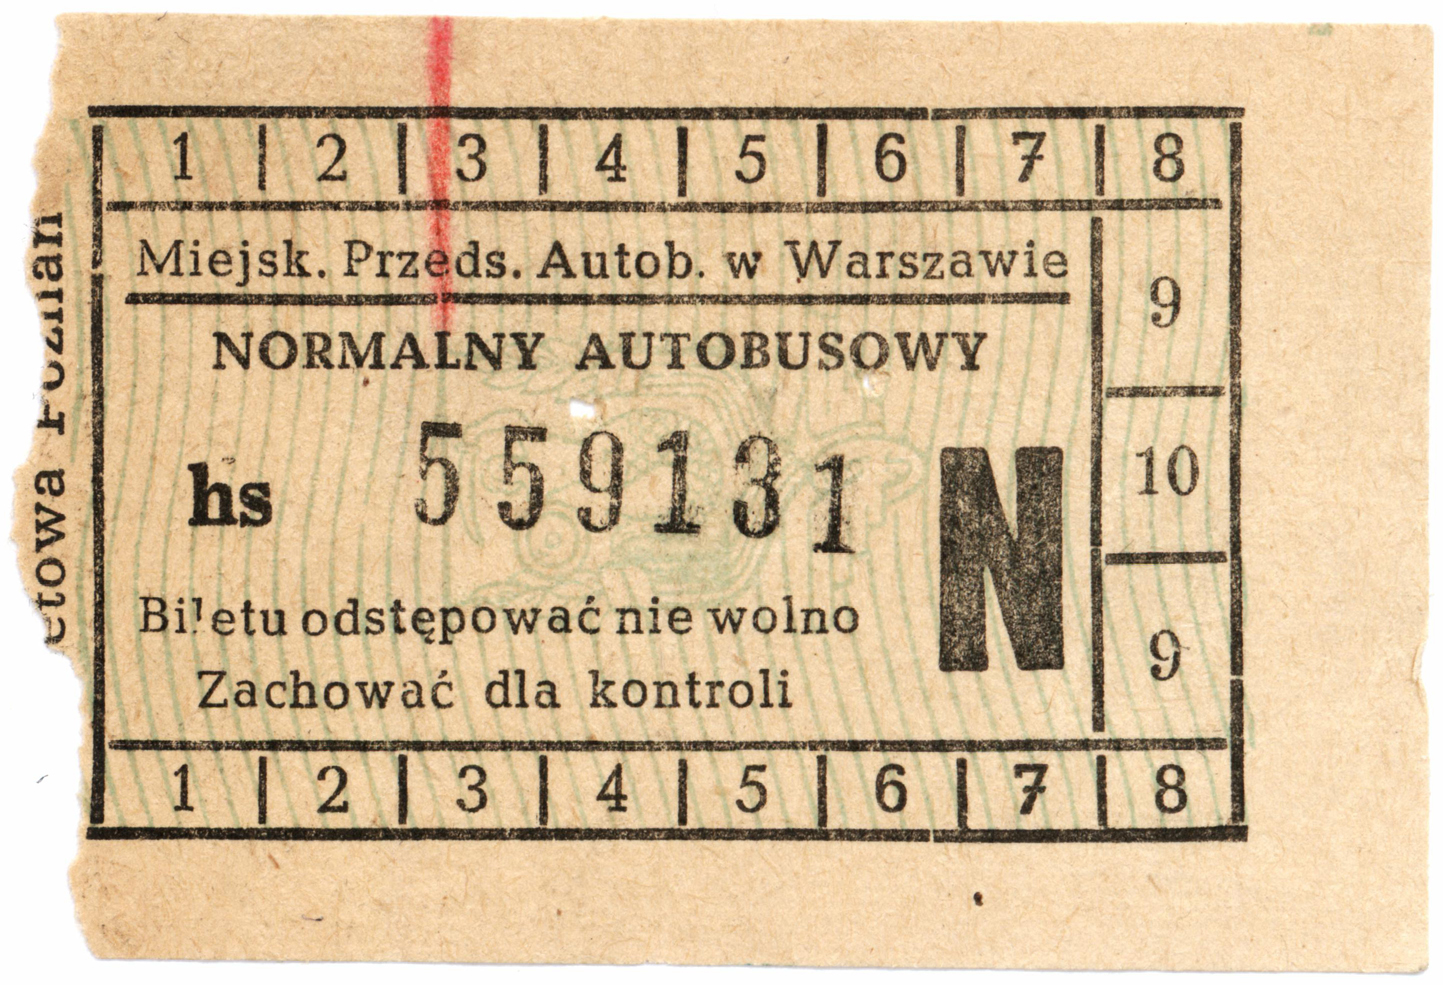 1 | 2 | 3 | 4 | 5 | 6 | 7 | 8
Miejsk. Przeds. Autob. w Warszawie
NORMALNY AUTOBUSOWY
hs 559131
N
Biletu odstępować nie wolno
Zachować dla kontroli
9
10
9
1 | 2 | 3 | 4 | 5 | 6 | 7 | 8
etowa Poznań